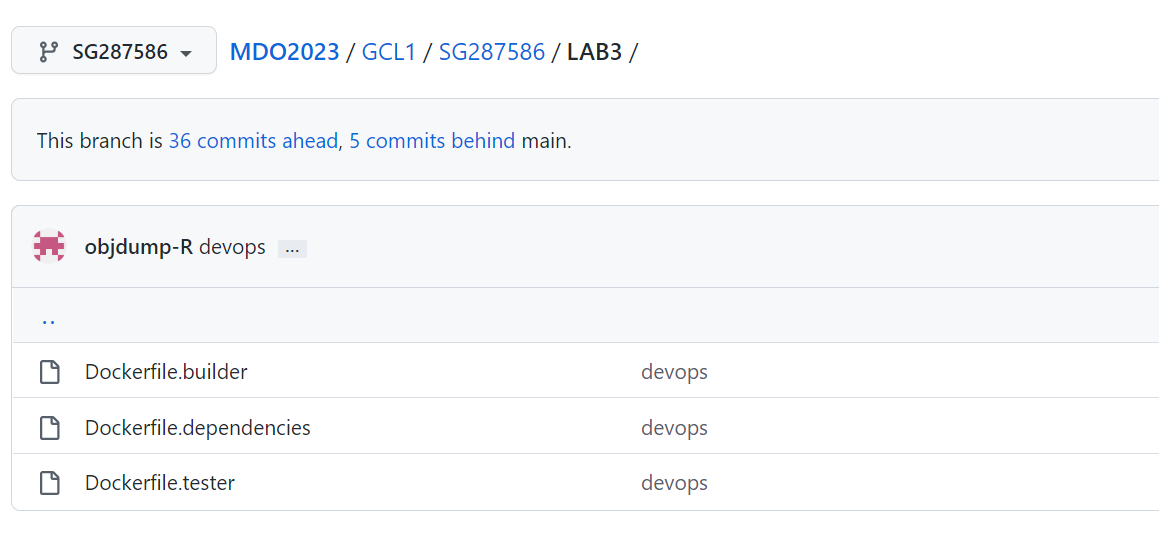 SG287586 MDO2023 / GCL1 / SG287586 / LAB3 /
This branch is 36 commits ahead, 5 commits behind main.
objdump-R devops ...
..
Dockerfile.builder devops
Dockerfile.dependencies devops
Dockerfile.tester devops